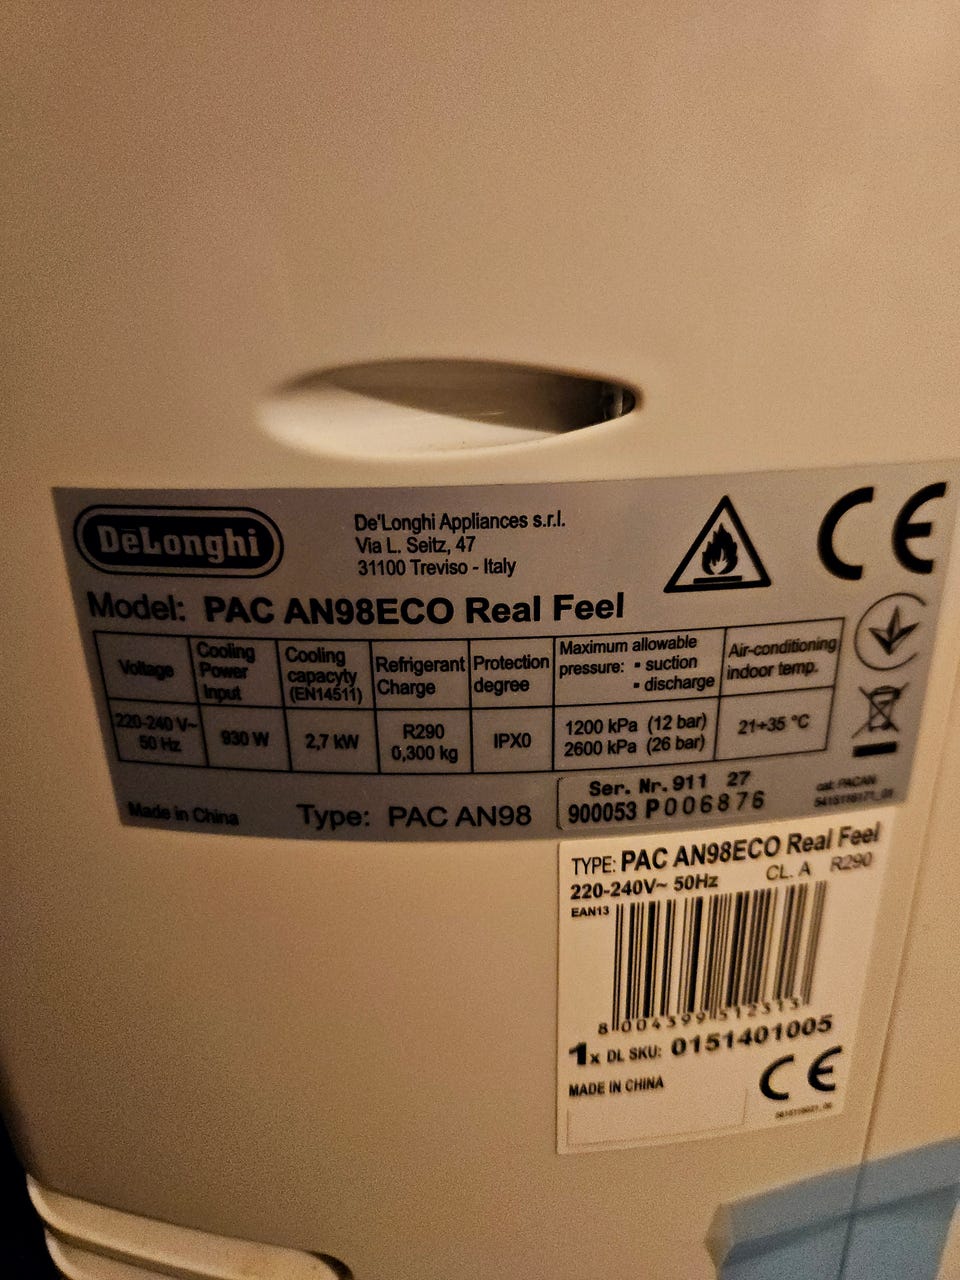 DeLonghi
De'Longhi Appliances s.r.l.
Via L. Seitz, 47
31100 Treviso - Italy
CE
Model: PAC AN98ECO Real Feel
Voltage
Cooling Power Input
Cooling capacyty (EN14511)
Refrigerant Charge
Protection degree
Maximum allowable pressure: ▪ suction ▪ discharge
Air-conditioning indoor temp.
220-240 V~ 50 Hz
930 W
2,7 kW
R290 0,300 kg
IPX0
1200 kPa (12 bar)
2600 kPa (26 bar)
21÷35 °C
Made in China
Type: PAC AN98
Ser. Nr. 911 27
900053 P006876
cat. PACAN
TYPE: PAC AN98ECO Real Feel
220-240V~ 50Hz CL. A R290
EAN13
8 004399 512313
1x DL SKU: 0151401005
MADE IN CHINA
CE